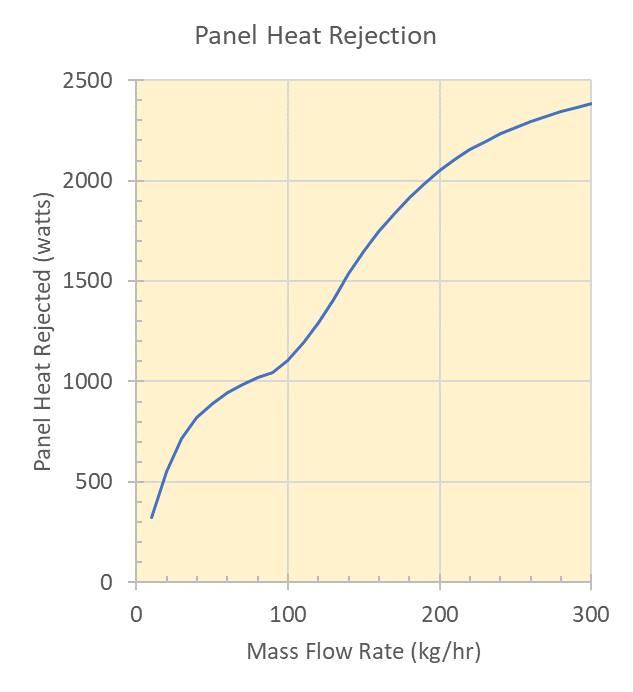 Panel Heat Rejection
2500
2000
1500
1000
500
0
Panel Heat Rejected (watts)
0 100 200 300
Mass Flow Rate (kg/hr)